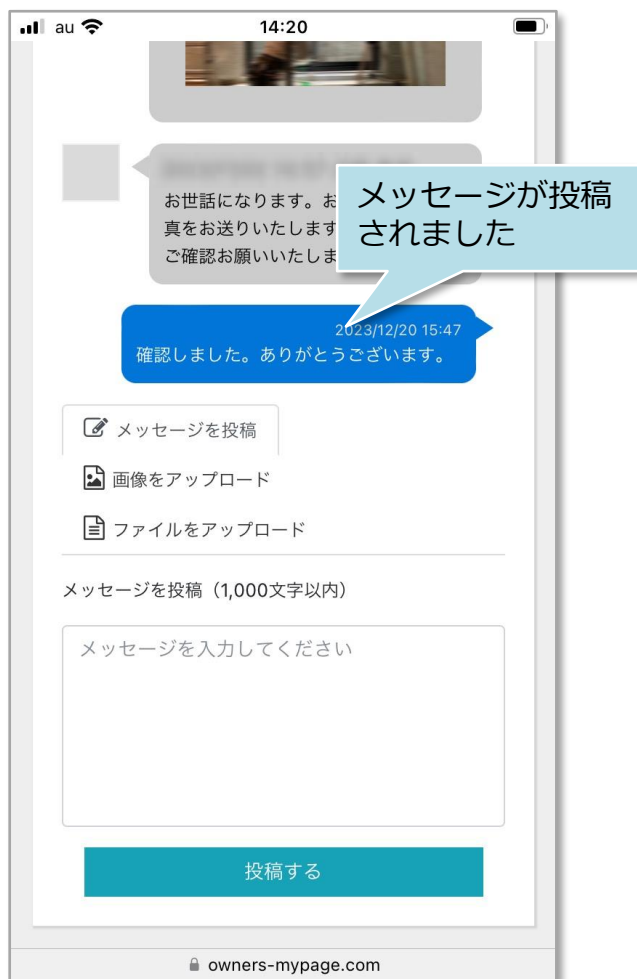 au
14:20
お世話になります。お
真をお送りいたします
ご確認お願いいたしま
メッセージが投稿
されました
2023/12/20 15:47
確認しました。ありがとうございます。
メッセージを投稿
画像をアップロード
ファイルをアップロード
メッセージを投稿（1,000文字以内）
メッセージを入力してください
投稿する
owners-mypage.com